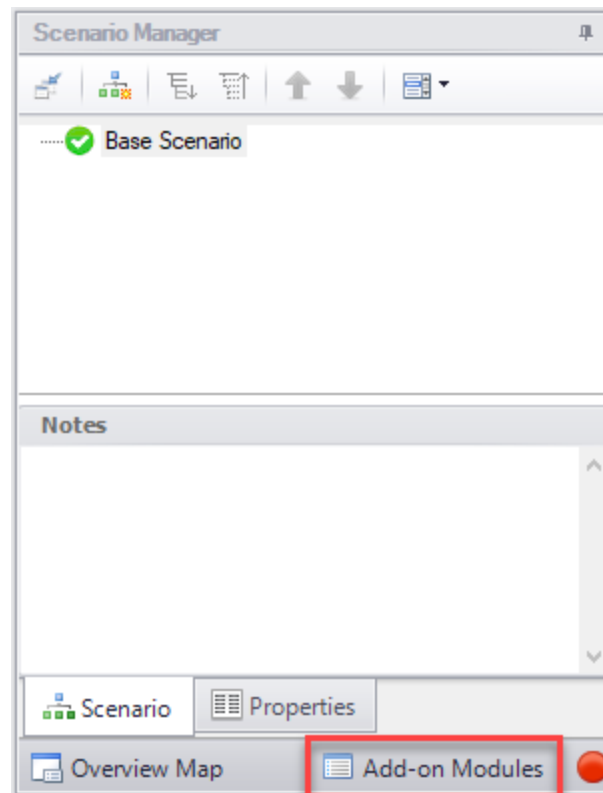 Scenario Manager
Base Scenario
Notes
Scenario
Properties
Overview Map
Add-on Modules